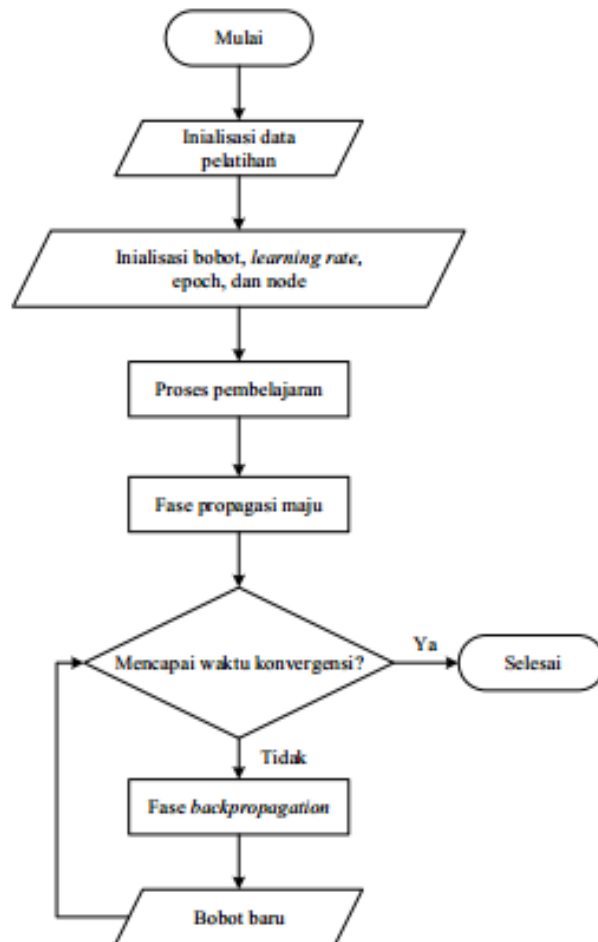 Mulai
Inialisasi data
pelatihan
Inialisasi bobot, learning rate,
epoch, dan node
Proses pembelajaran
Fase propagasi maju
Mencapai waktu konvergensi?
Ya
Selesai
Tidak
Fase backpropagation
Bobot baru